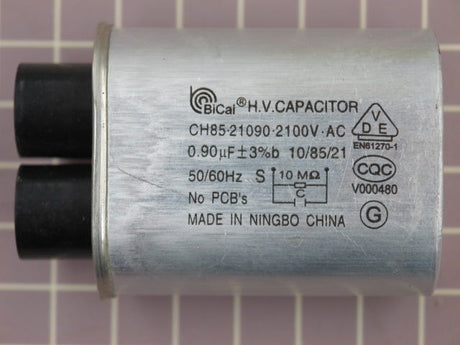 BiCai® H.V.CAPACITOR
CH85·21090·2100V·AC
0.90µF±3%b 10/85/21
50/60Hz S 10 MΩ
C
No PCB's
MADE IN NINGBO CHINA
VDE
EN61270-1
CQC
V000480
G